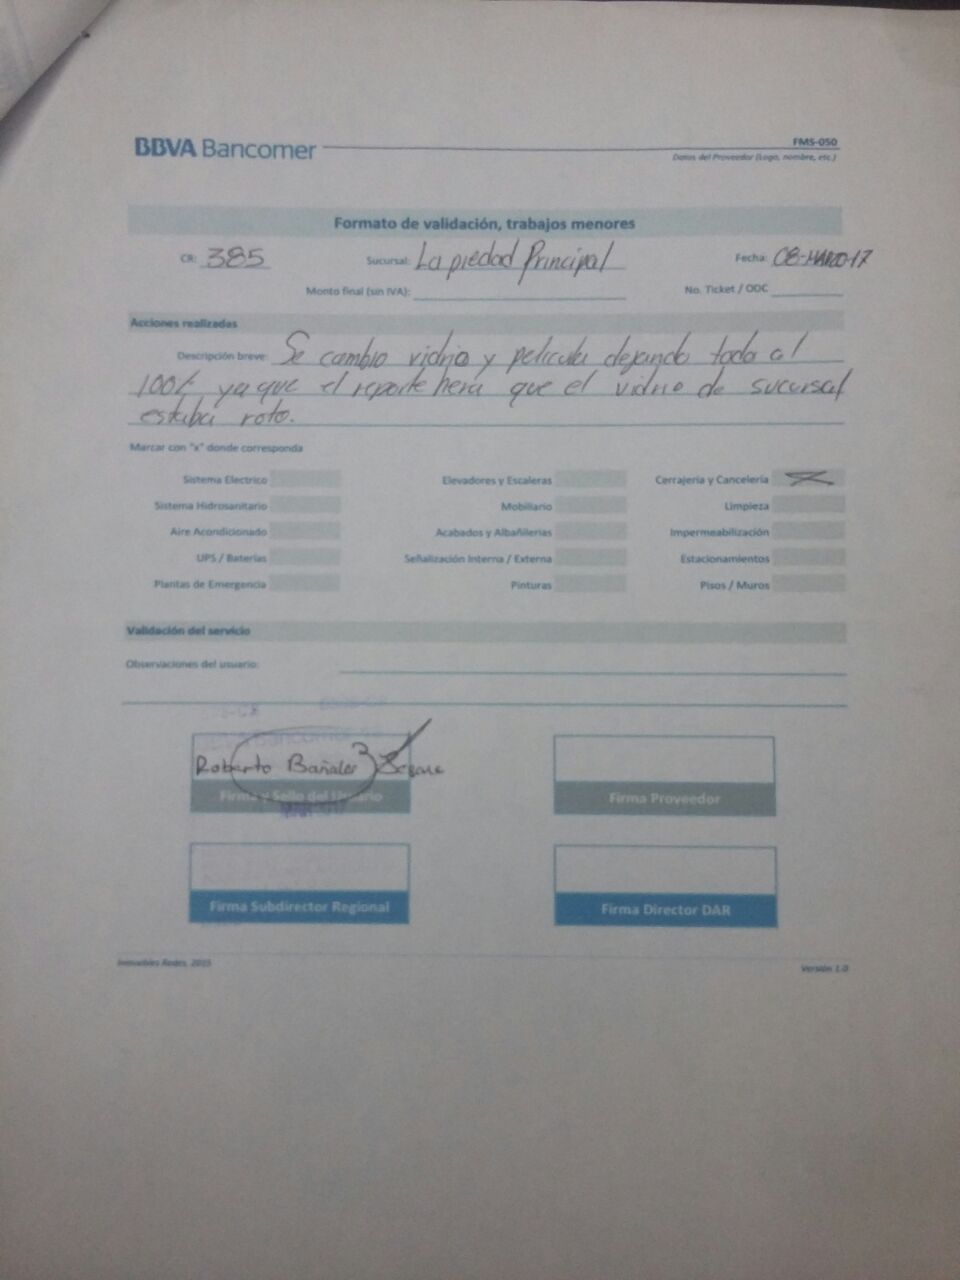 BBVA Bancomer
FMS-050
Datos del Proveedor (Logo, nombre, etc.)
Formato de validación, trabajos menores
CR: 385 Sucursal: La piedad Principal Fecha: 08-MARZO-17
Monto final (sin IVA): No. Ticket / ODC
Acciones realizadas
Descripción breve: Se cambio vidrio y pelicula dejando todo al
100% ya que el reporte hera que el vidrio de sucursal
estaba roto.
Marcar con "x" donde corresponda
Sistema Electrico Elevadores y Escaleras Cerrajería y Cancelería X
Sistema Hidrosanitario Mobiliario Limpieza
Aire Acondicionado Acabados y Albañilerias Impermeabilización
UPS / Baterías Señalización Interna / Externa Estacionamientos
Plantas de Emergencia Pinturas Pisos / Muros
Validación del servicio
Observaciones del usuario:
Roberto Bañales
Firma y Sello del Usuario Firma Proveedor
Firma Subdirector Regional Firma Director DAR
Inmuebles Redes, 2015 Versión 1.0